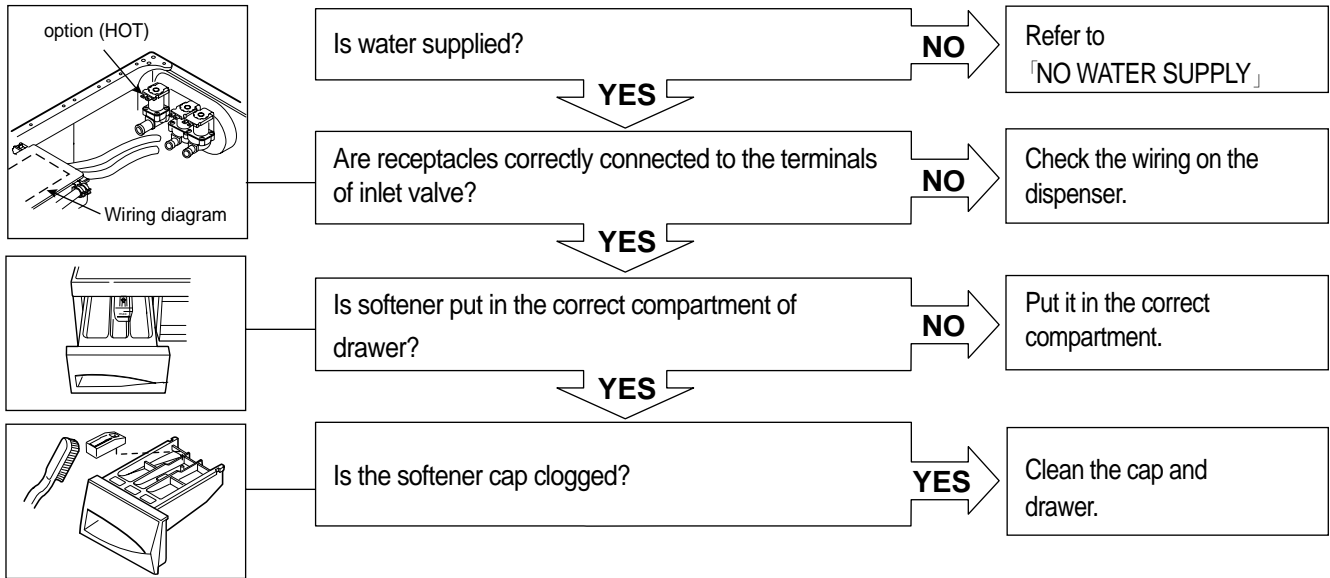 option (HOT)
Wiring diagram
Is water supplied?
NO
Refer to
「NO WATER SUPPLY」
YES
Are receptacles correctly connected to the terminals
of inlet valve?
NO
Check the wiring on the
dispenser.
YES
Is softener put in the correct compartment of
drawer?
NO
Put it in the correct
compartment.
YES
Is the softener cap clogged?
YES
Clean the cap and
drawer.